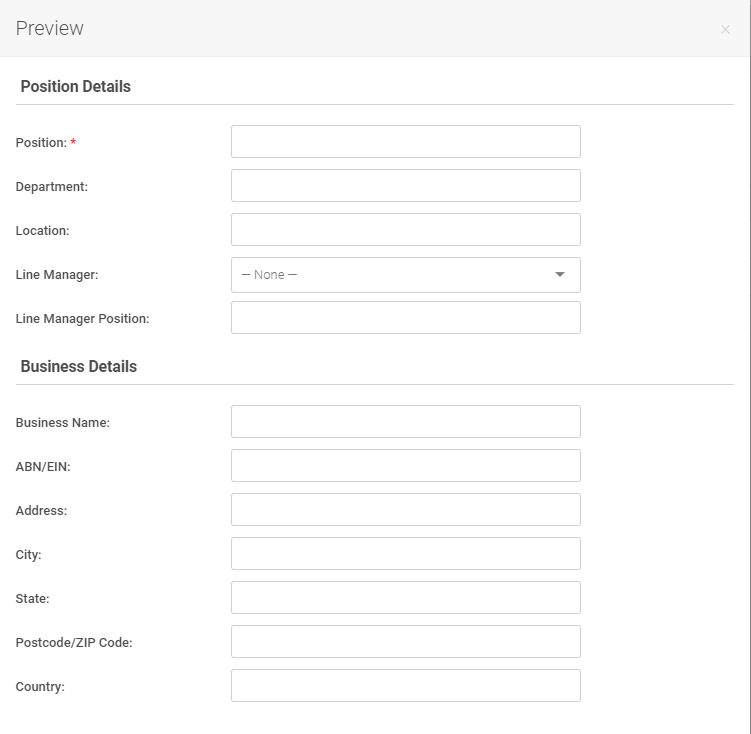 Preview
×
Position Details
Position: *
Department:
Location:
Line Manager:
— None —
Line Manager Position:
Business Details
Business Name:
ABN/EIN:
Address:
City:
State:
Postcode/ZIP Code:
Country: